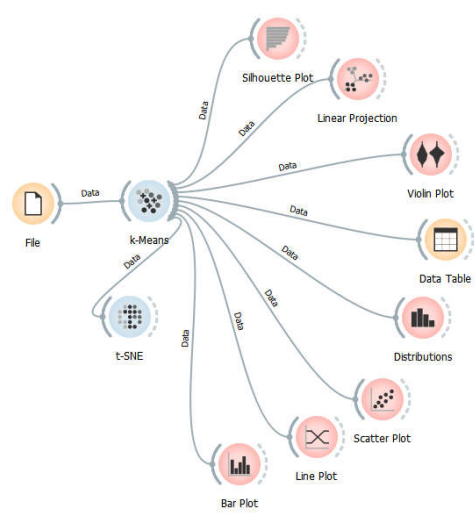 Silhouette Plot
Data
Linear Projection
Data
Data
Violin Plot
Data
File
k-Means
Data
Data Table
Data
Data
t-SNE
Data
Distributions
Data
Data
Data
Scatter Plot
Line Plot
Bar Plot